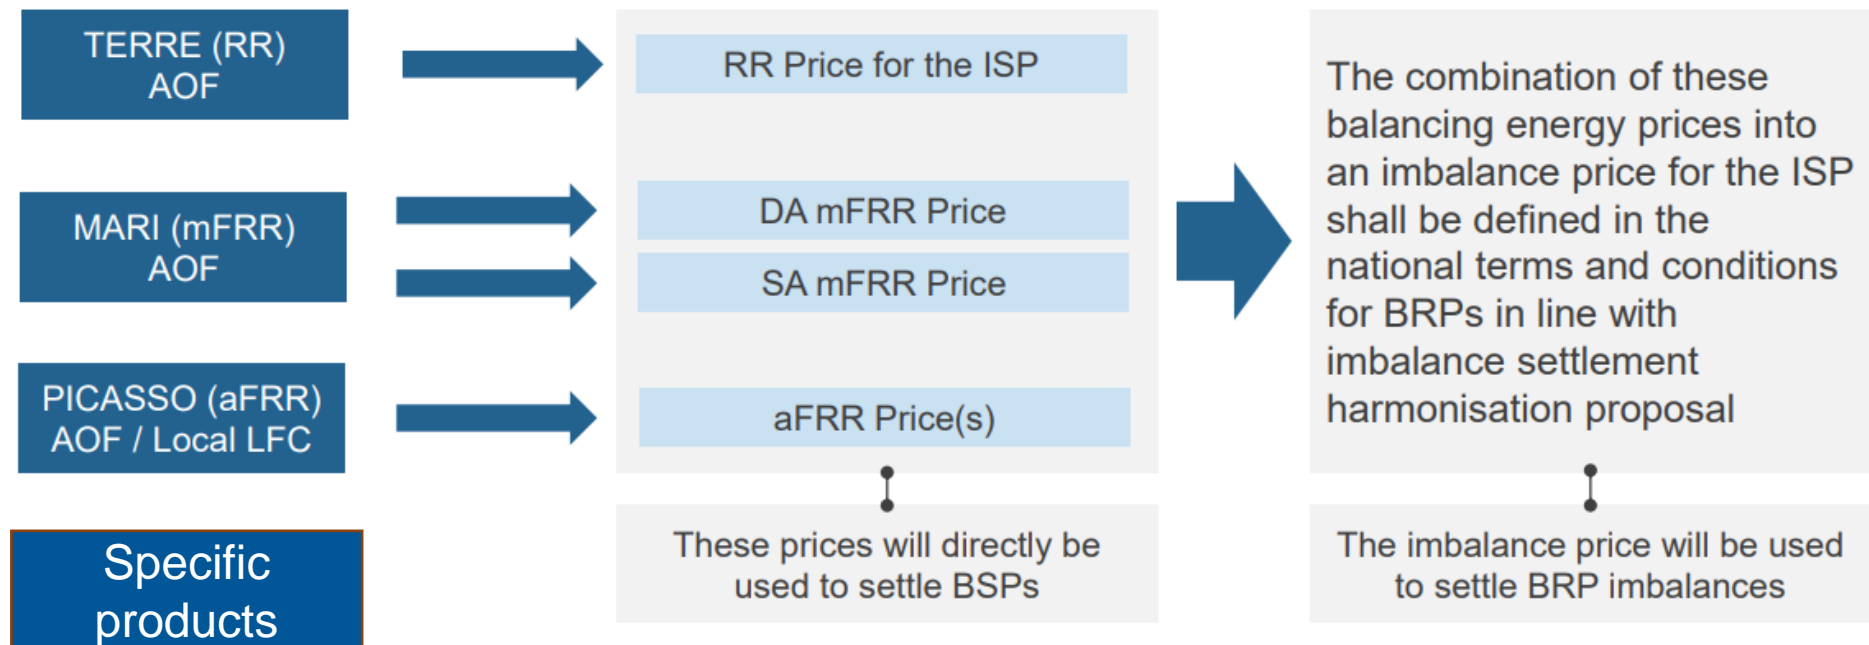 TERRE (RR)
AOF
RR Price for the ISP
MARI (mFRR)
AOF
DA mFRR Price
SA mFRR Price
PICASSO (aFRR)
AOF / Local LFC
aFRR Price(s)
The combination of these
balancing energy prices into
an imbalance price for the ISP
shall be defined in the
national terms and conditions
for BRPs in line with
imbalance settlement
harmonisation proposal
Specific
products
These prices will directly be
used to settle BSPs
The imbalance price will be used
to settle BRP imbalances